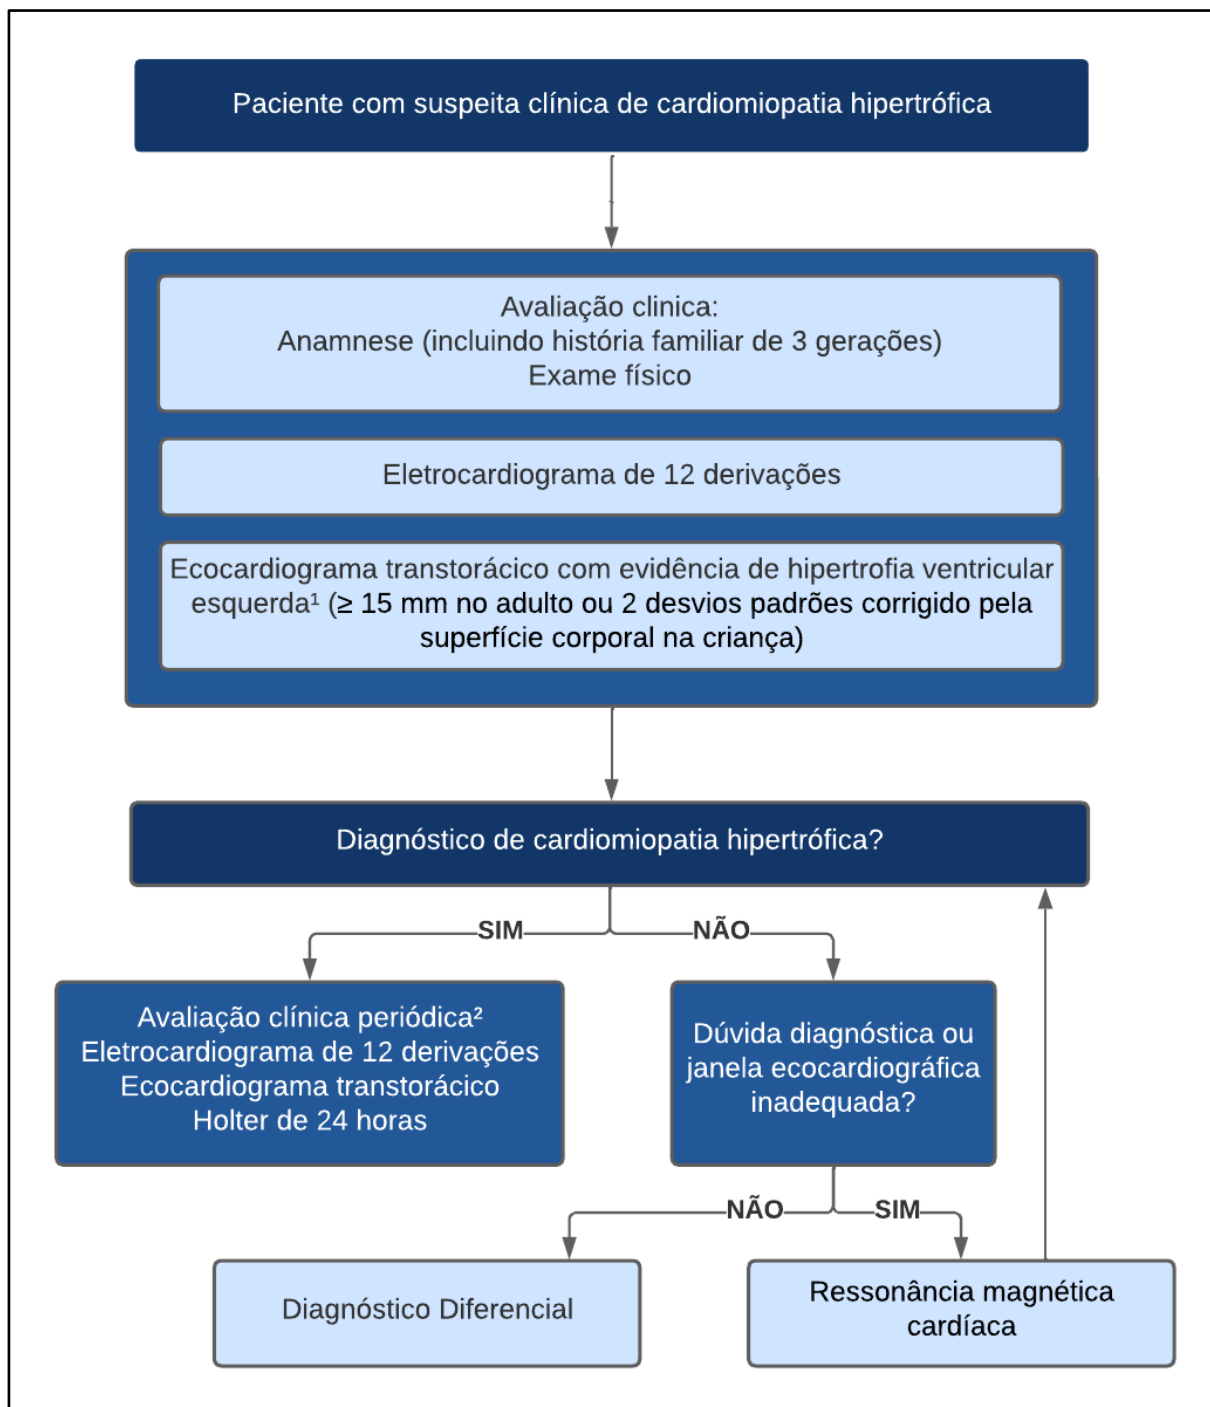 Paciente com suspeita clínica de cardiomiopatia hipertrófica
Avaliação clinica:
Anamnese (incluindo história familiar de 3 gerações)
Exame físico
Eletrocardiograma de 12 derivações
Ecocardiograma transtorácico com evidência de hipertrofia ventricular
esquerda¹ (≥ 15 mm no adulto ou 2 desvios padrões corrigido pela
superfície corporal na criança)
Diagnóstico de cardiomiopatia hipertrófica?
SIM
NÃO
Avaliação clínica periódica²
Eletrocardiograma de 12 derivações
Ecocardiograma transtorácico
Holter de 24 horas
Dúvida diagnóstica ou
janela ecocardiográfica
inadequada?
NÃO
SIM
Diagnóstico Diferencial
Ressonância magnética
cardíaca